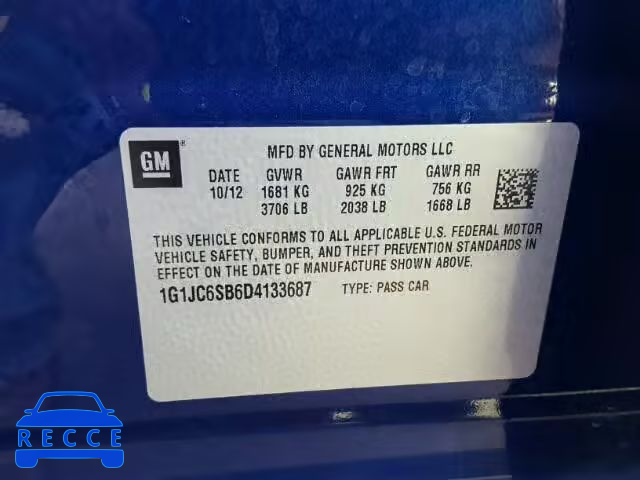 GM
®
MFD BY GENERAL MOTORS LLC
DATE GVWR GAWR FRT GAWR RR
10/12 1681 KG 925 KG 756 KG
3706 LB 2038 LB 1668 LB
THIS VEHICLE CONFORMS TO ALL APPLICABLE U.S. FEDERAL MOTOR
VEHICLE SAFETY, BUMPER, AND THEFT PREVENTION STANDARDS IN
EFFECT ON THE DATE OF MANUFACTURE SHOWN ABOVE.
1G1JC6SB6D4133687 TYPE: PASS CAR
RECCE